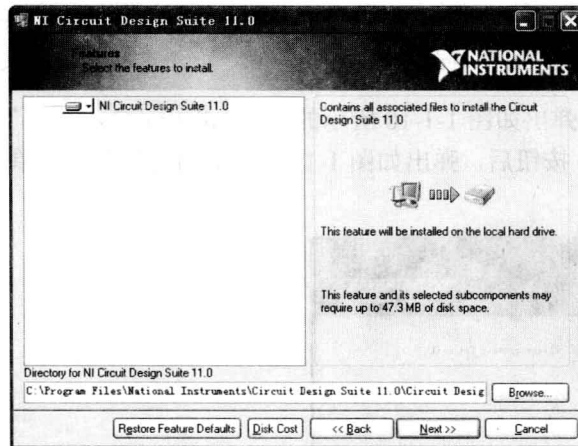 NI Circuit Design Suite 11.0
Features
Select the features to install.
NATIONAL
INSTRUMENTS
NI Circuit Design Suite 11.0
Contains all associated files to install the Circuit
Design Suite 11.0
This feature will be installed on the local hard drive.
This feature and its selected subcomponents may
require up to 47.3 MB of disk space.
Directory for NI Circuit Design Suite 11.0
C:\Program Files\National Instruments\Circuit Design Suite 11.0\Circuit Desig
Browse...
Restore Feature Defaults
Disk Cost
<< Back
Next >>
Cancel